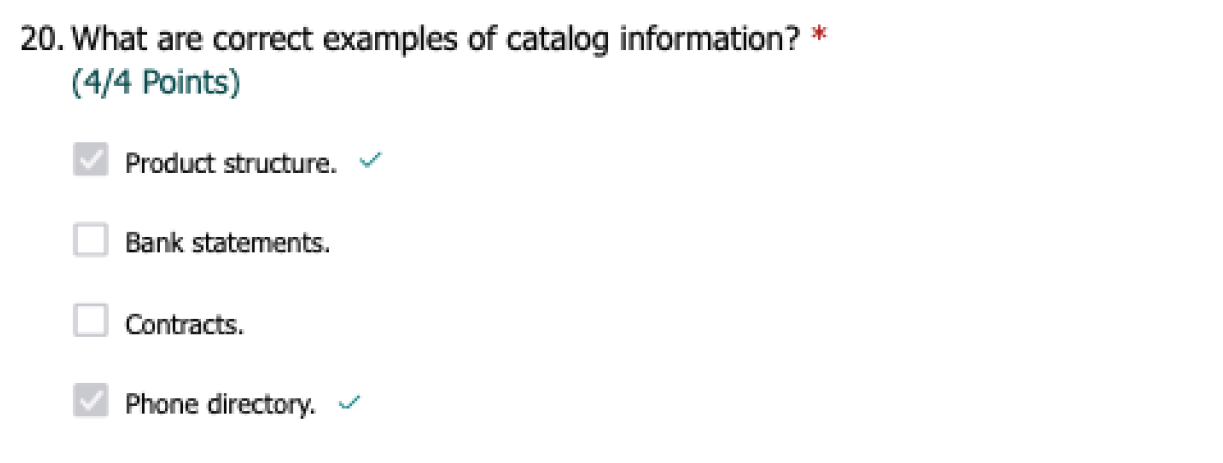 20. What are correct examples of catalog information? *
(4/4 Points)
Product structure.
Bank statements.
Contracts.
Phone directory.